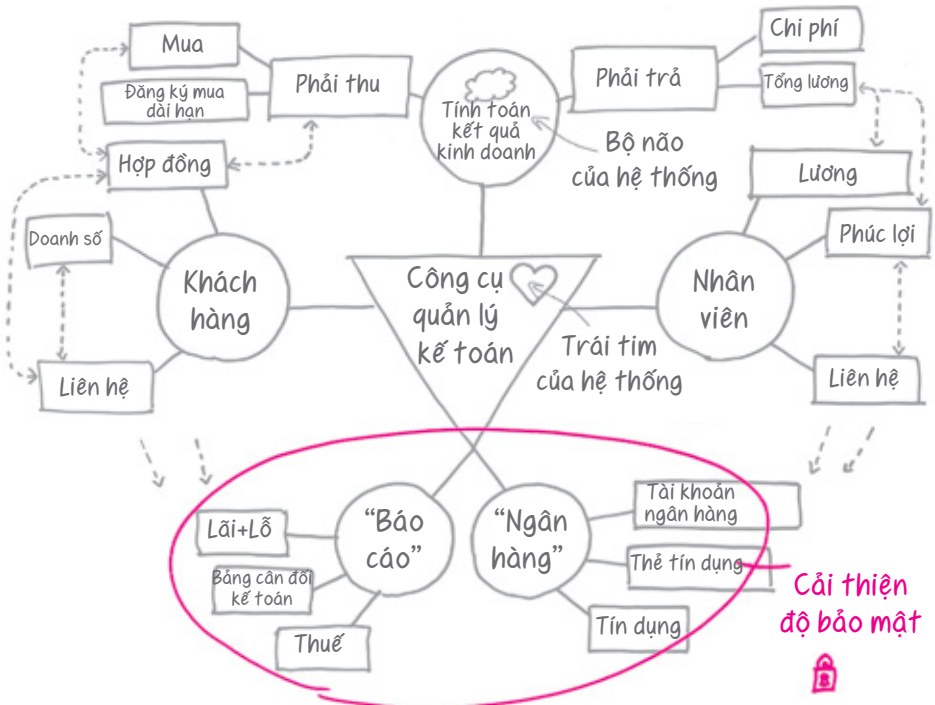 Mua
Đăng ký mua
dài hạn
Phải thu
Hợp đồng
Tính toán
kết quả
kinh doanh
Phải trả
Chi phí
Tổng lương
Bộ não
của hệ thống
Lương
Phúc lợi
Nhân
viên
Liên hệ
Doanh số
Khách
hàng
Liên hệ
Công cụ
quản lý
kế toán
Trái tim
của hệ thống
Lãi+Lỗ
Bảng cân đối
kế toán
Thuế
“Báo
cáo”
“Ngân
hàng”
Tài khoản
ngân hàng
Thẻ tín dụng
Tín dụng
Cải thiện
độ bảo mật